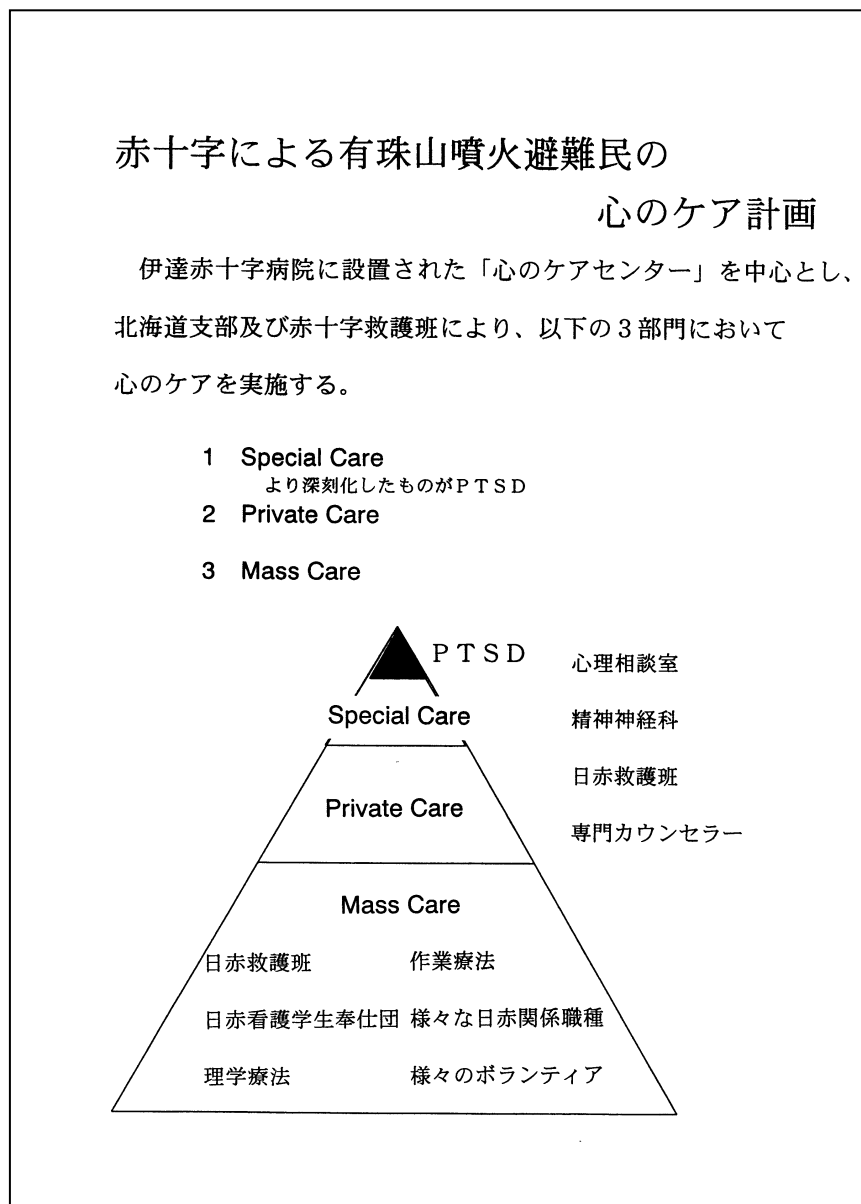 赤十字による有珠山噴火避難民の
心のケア計画
伊達赤十字病院に設置された「心のケアセンター」を中心とし、
北海道支部及び赤十字救護班により、以下の3部門において
心のケアを実施する。
1 Special Care
より深刻化したものがＰＴＳＤ
2 Private Care
3 Mass Care
ＰＴＳＤ
心理相談室
Special Care
精神神経科
日赤救護班
Private Care
専門カウンセラー
Mass Care
日赤救護班 作業療法
日赤看護学生奉仕団 様々な日赤関係職種
理学療法 様々のボランティア